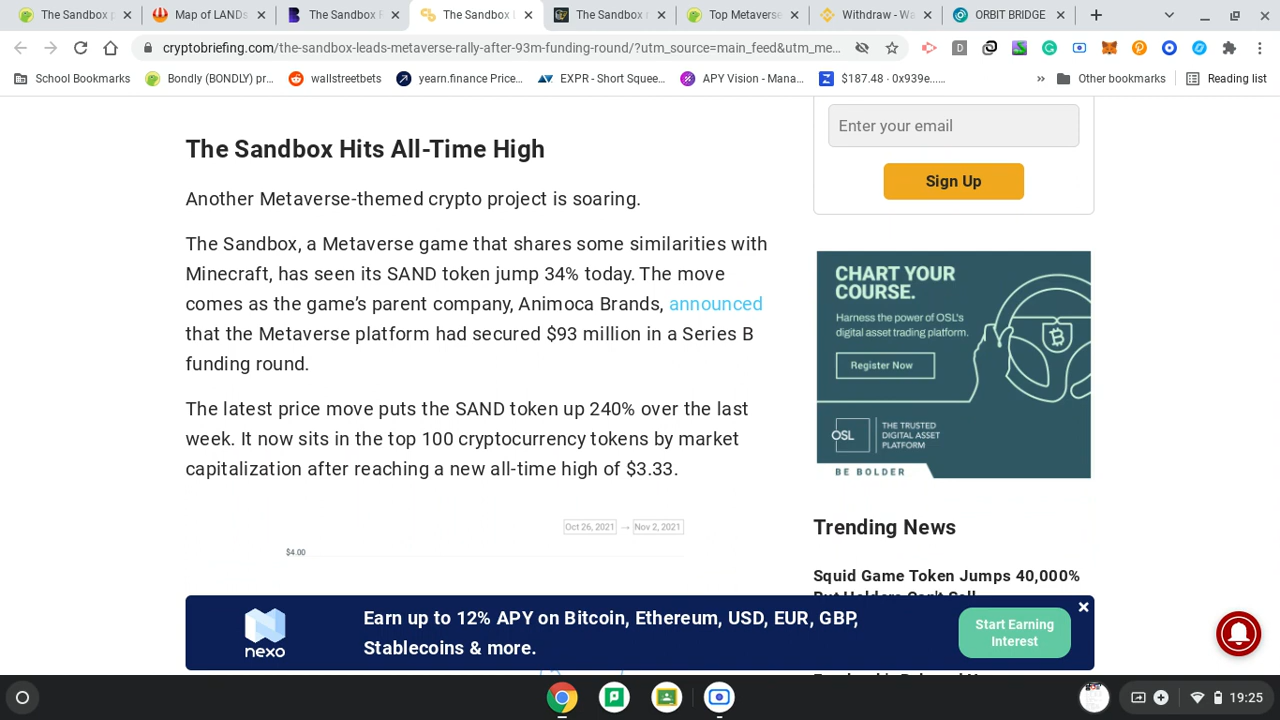 The Sandbox p
Map of LANDs
The Sandbox F
The Sandbox L
The Sandbox r
Top Metaverse
Withdraw - Wa
ORBIT BRIDGE
cryptobriefing.com/the-sandbox-leads-metaverse-rally-after-93m-funding-round/?utm_source=main_feed&utm_me...
School Bookmarks
Bondly (BONDLY) pr...
wallstreetbets
yearn.finance Price...
EXPR - Short Squee...
APY Vision - Mana...
$187.48 · 0x939e......
»
Other bookmarks
Reading list
The Sandbox Hits All-Time High
Another Metaverse-themed crypto project is soaring.
The Sandbox, a Metaverse game that shares some similarities with
Minecraft, has seen its SAND token jump 34% today. The move
comes as the game's parent company, Animoca Brands, announced
that the Metaverse platform had secured $93 million in a Series B
funding round.
The latest price move puts the SAND token up 240% over the last
week. It now sits in the top 100 cryptocurrency tokens by market
capitalization after reaching a new all-time high of $3.33.
Oct 26, 2021 → Nov 2, 2021
$4.00
Enter your email
Sign Up
CHART YOUR
COURSE.
Harness the power of OSL's
digital asset trading platform.
Register Now
OSL
THE TRUSTED
DIGITAL ASSET
PLATFORM
BE BOLDER
Trending News
Squid Game Token Jumps 40,000%
But Holders Can't Sell
nexo
Earn up to 12% APY on Bitcoin, Ethereum, USD, EUR, GBP,
Stablecoins & more.
Start Earning
Interest
19:25